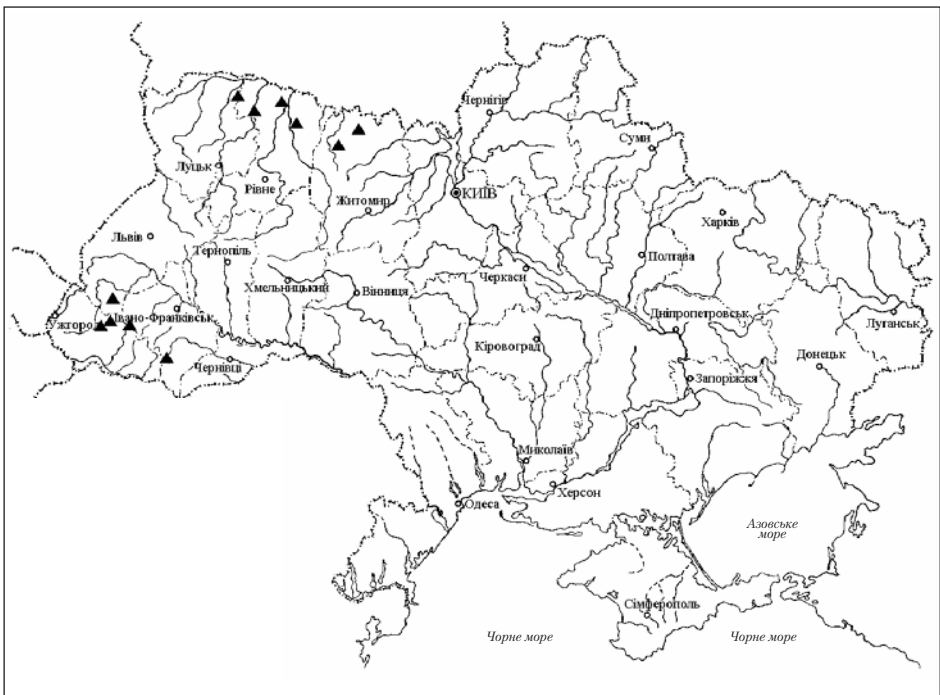 Чернігів
Суми
Луцьк
Рівне
КИЇВ
Житомир
Харків
Львів
Тернопіль
Полтава
Черкаси
Хмельницький
Вінниця
Ужгород
Івано-Франківськ
Дніпропетровськ
Луганськ
Кіровоград
Донецьк
Чернівці
Запоріжжя
Миколаїв
Херсон
Одеса
Азовське
море
Сімферополь
Чорне море
Чорне море